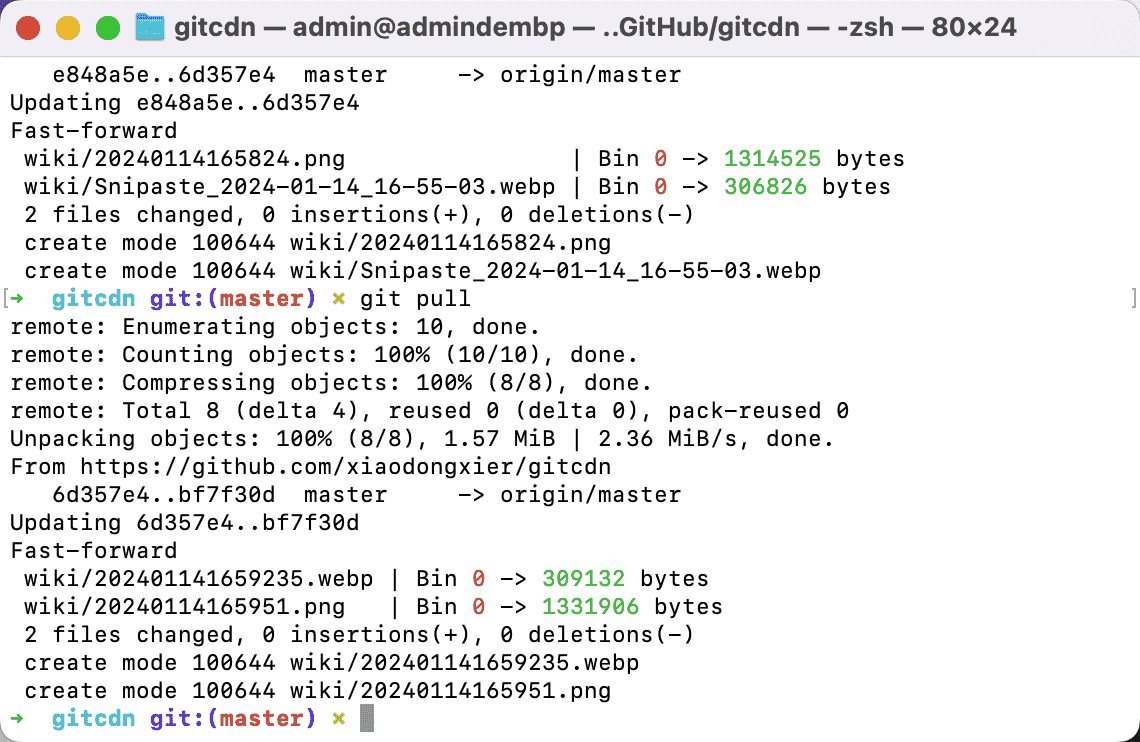 gitcdn — admin@admindembp — ..GitHub/gitcdn — -zsh — 80×24
   e848a5e..6d357e4  master     -> origin/master
Updating e848a5e..6d357e4
Fast-forward
 wiki/20240114165824.png                | Bin 0 -> 1314525 bytes
 wiki/Snipaste_2024-01-14_16-55-03.webp | Bin 0 -> 306826 bytes
 2 files changed, 0 insertions(+), 0 deletions(-)
 create mode 100644 wiki/20240114165824.png
 create mode 100644 wiki/Snipaste_2024-01-14_16-55-03.webp
[➜  gitcdn git:(master) ✗ git pull ]
remote: Enumerating objects: 10, done.
remote: Counting objects: 100% (10/10), done.
remote: Compressing objects: 100% (8/8), done.
remote: Total 8 (delta 4), reused 0 (delta 0), pack-reused 0
Unpacking objects: 100% (8/8), 1.57 MiB | 2.36 MiB/s, done.
From https://github.com/xiaodongxier/gitcdn
   6d357e4..bf7f30d  master     -> origin/master
Updating 6d357e4..bf7f30d
Fast-forward
 wiki/202401141659235.webp | Bin 0 -> 309132 bytes
 wiki/20240114165951.png   | Bin 0 -> 1331906 bytes
 2 files changed, 0 insertions(+), 0 deletions(-)
 create mode 100644 wiki/202401141659235.webp
 create mode 100644 wiki/20240114165951.png
➜  gitcdn git:(master) ✗